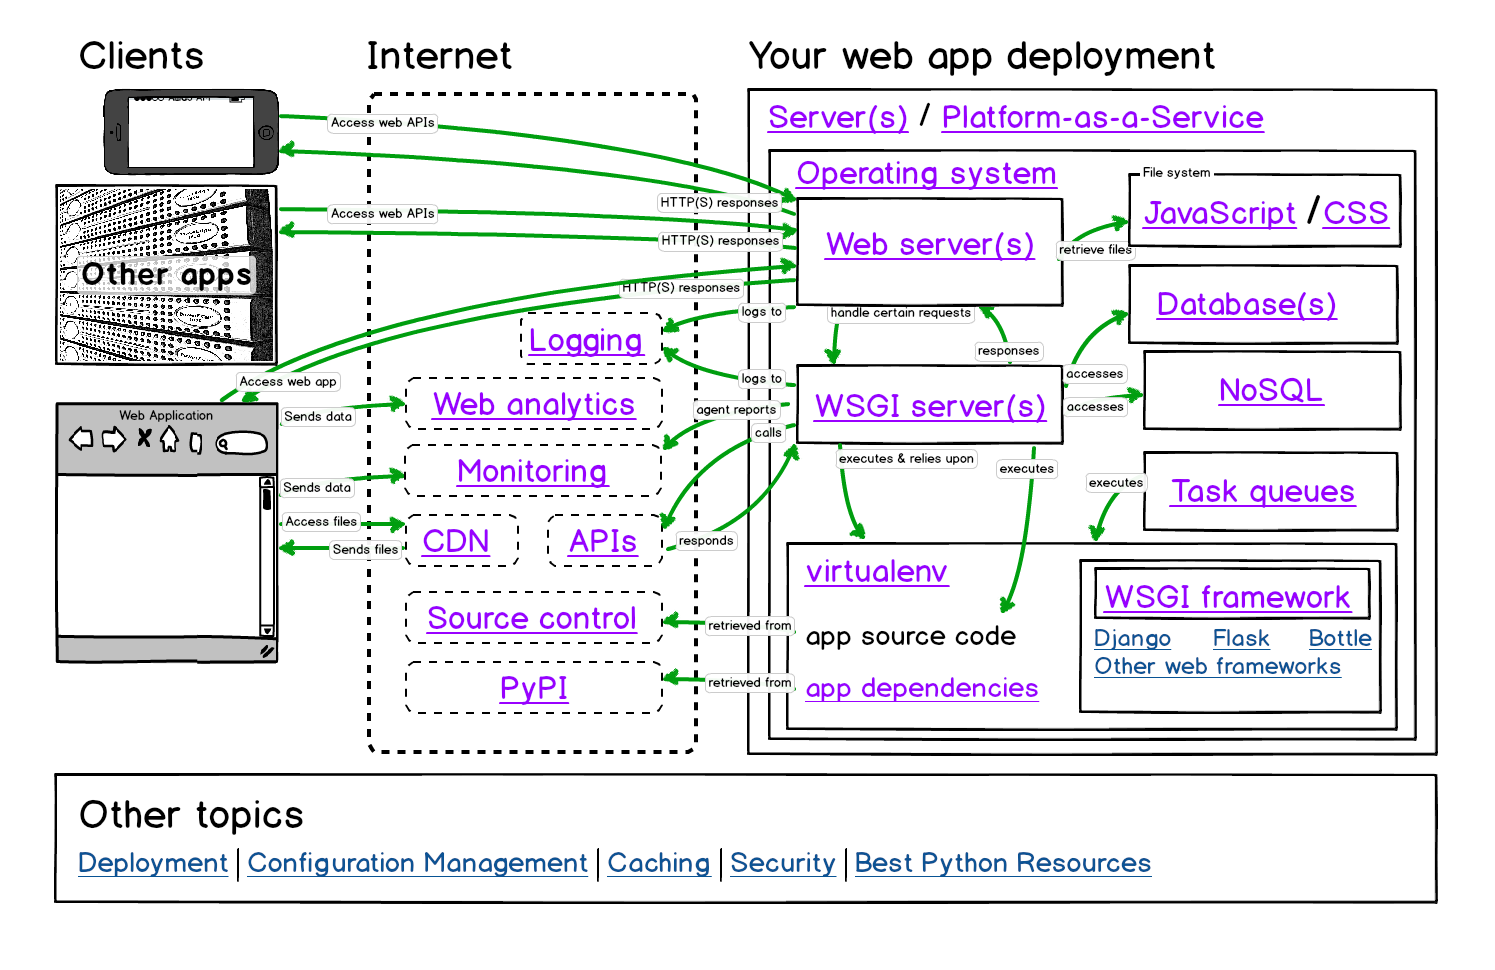 Clients
Internet
Your web app deployment
Access web APIs
HTTP(S) responses
Access web APIs
HTTP(S) responses
Other apps
HTTP(S) responses
Access web app
Web Application
Sends data
Sends data
Access files
Sends files
Logging
Web analytics
Monitoring
CDN
APIs
Source control
PyPI
logs to
logs to
agent reports
calls
responds
retrieved from
retrieved from
Server(s) / Platform-as-a-Service
Operating system
Web server(s)
retrieve files
File system
JavaScript / CSS
handle certain requests
responses
Database(s)
accesses
NoSQL
accesses
WSGI server(s)
executes & relies upon
executes
executes
Task queues
virtualenv
app source code
app dependencies
WSGI framework
Django Flask Bottle
Other web frameworks
Other topics
Deployment | Configuration Management | Caching | Security | Best Python Resources